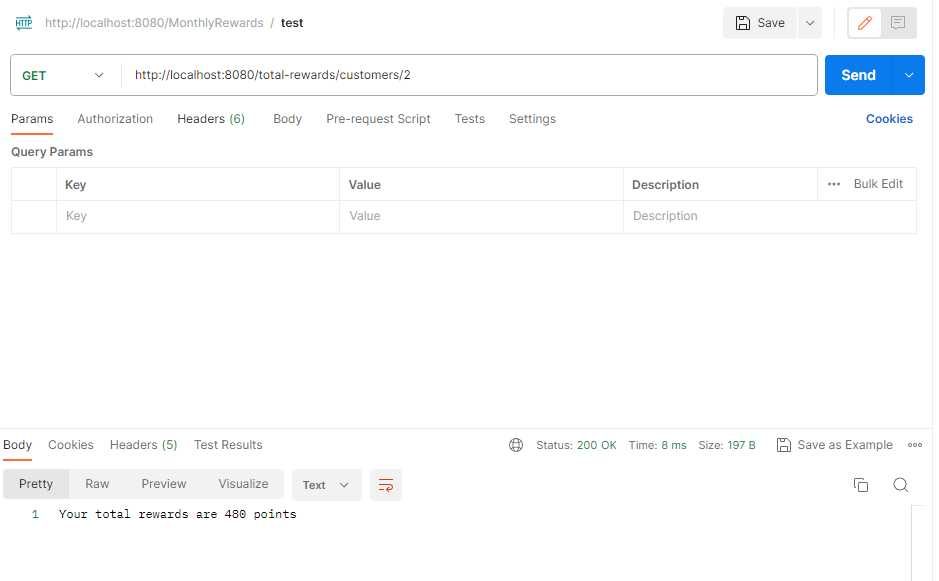 HTTP http://localhost:8080/MonthlyRewards / test Save
GET http://localhost:8080/total-rewards/customers/2 Send
Params Authorization Headers (6) Body Pre-request Script Tests Settings Cookies
Query Params
Key Value Description ••• Bulk Edit
Key Value Description
Body Cookies Headers (5) Test Results Status: 200 OK Time: 8 ms Size: 197 B Save as Example
Pretty Raw Preview Visualize Text
1 Your total rewards are 480 points